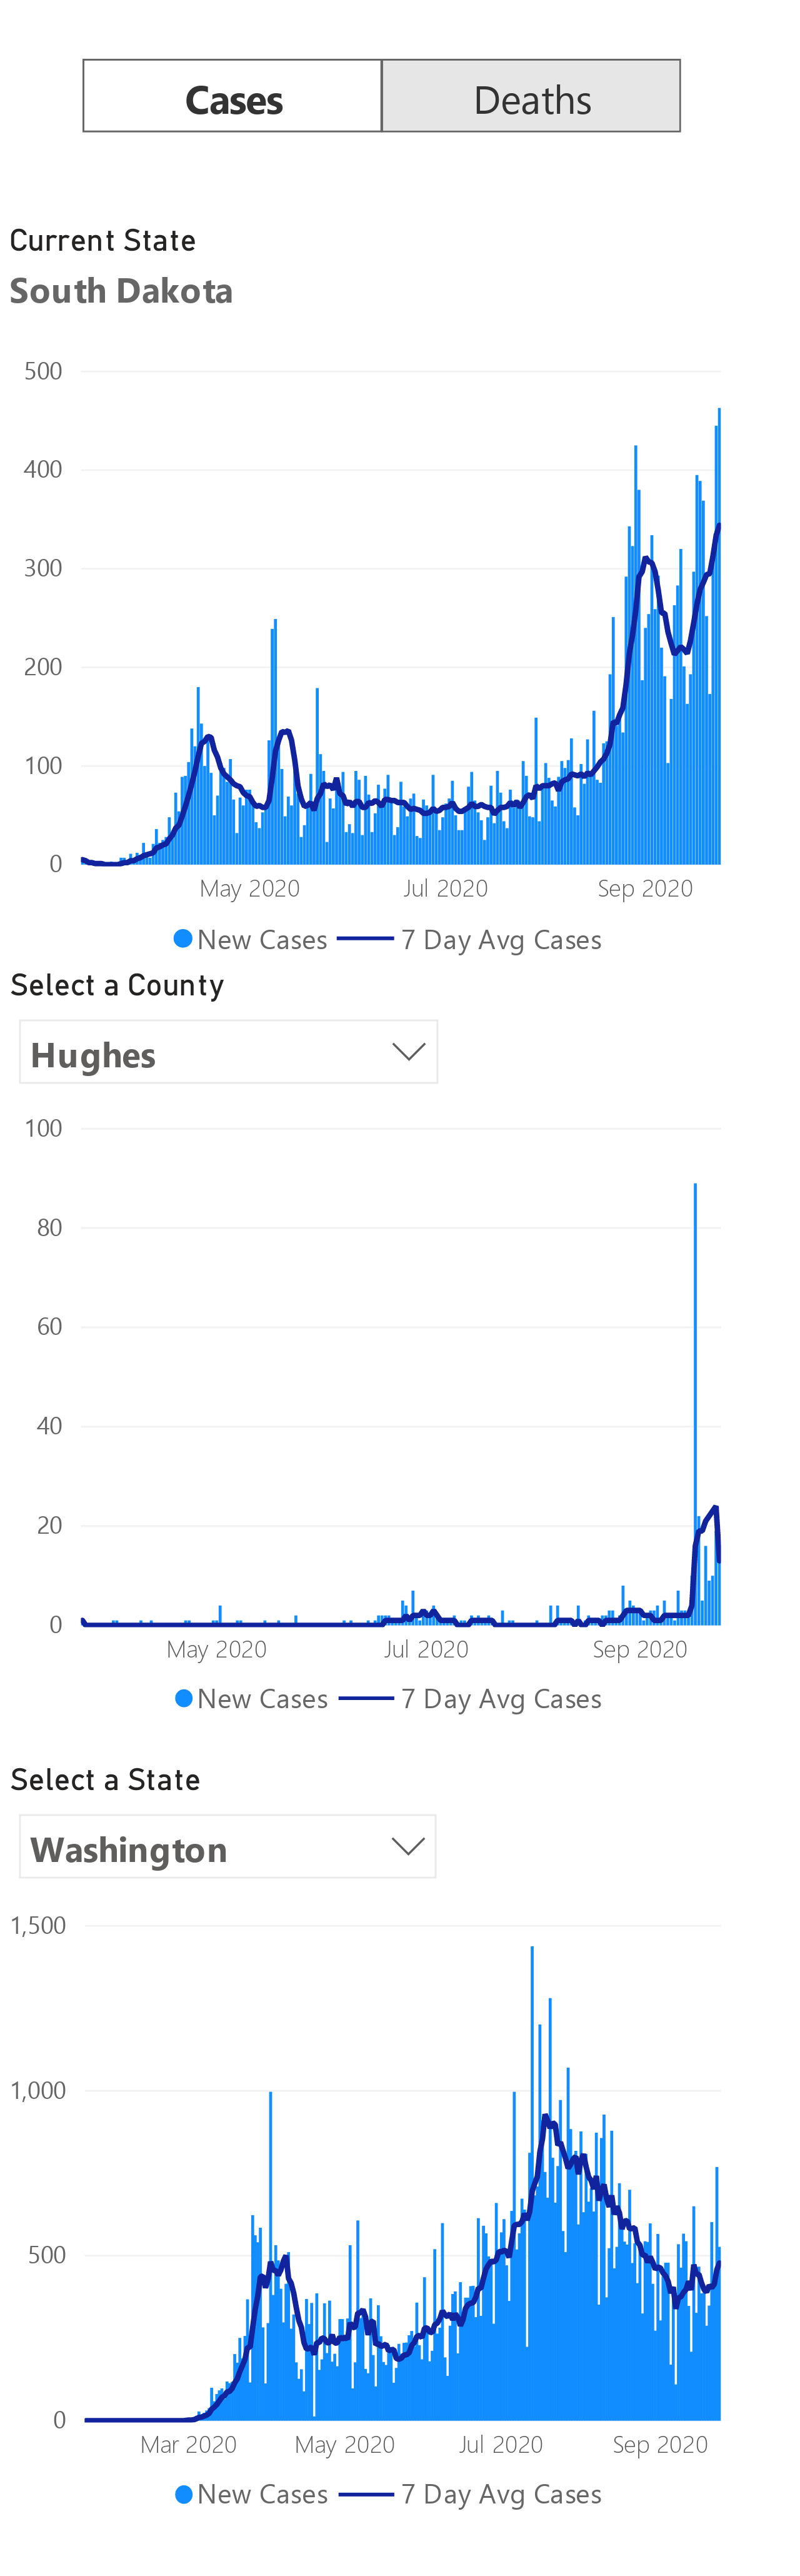 Cases Deaths
Current State
South Dakota
500
400
300
200
100
0
May 2020 Jul 2020 Sep 2020
New Cases 7 Day Avg Cases
Select a County
Hughes
100
80
60
40
20
0
May 2020 Jul 2020 Sep 2020
New Cases 7 Day Avg Cases
Select a State
Washington
1,500
1,000
500
0
Mar 2020 May 2020 Jul 2020 Sep 2020
New Cases 7 Day Avg Cases